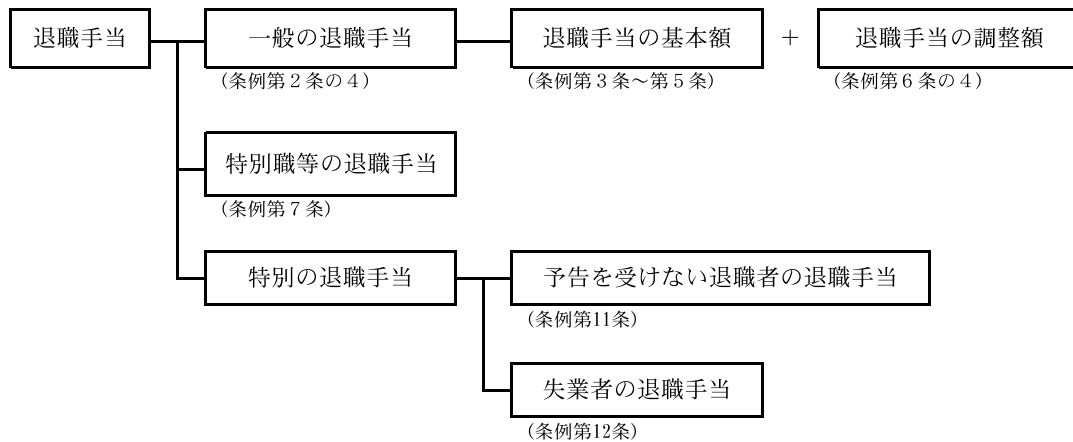 退職手当
一般の退職手当
退職手当の基本額
＋
退職手当の調整額
（条例第２条の４）
（条例第３条～第５条）
（条例第６条の４）
特別職等の退職手当
（条例第７条）
特別の退職手当
予告を受けない退職者の退職手当
（条例第11条）
失業者の退職手当
（条例第12条）